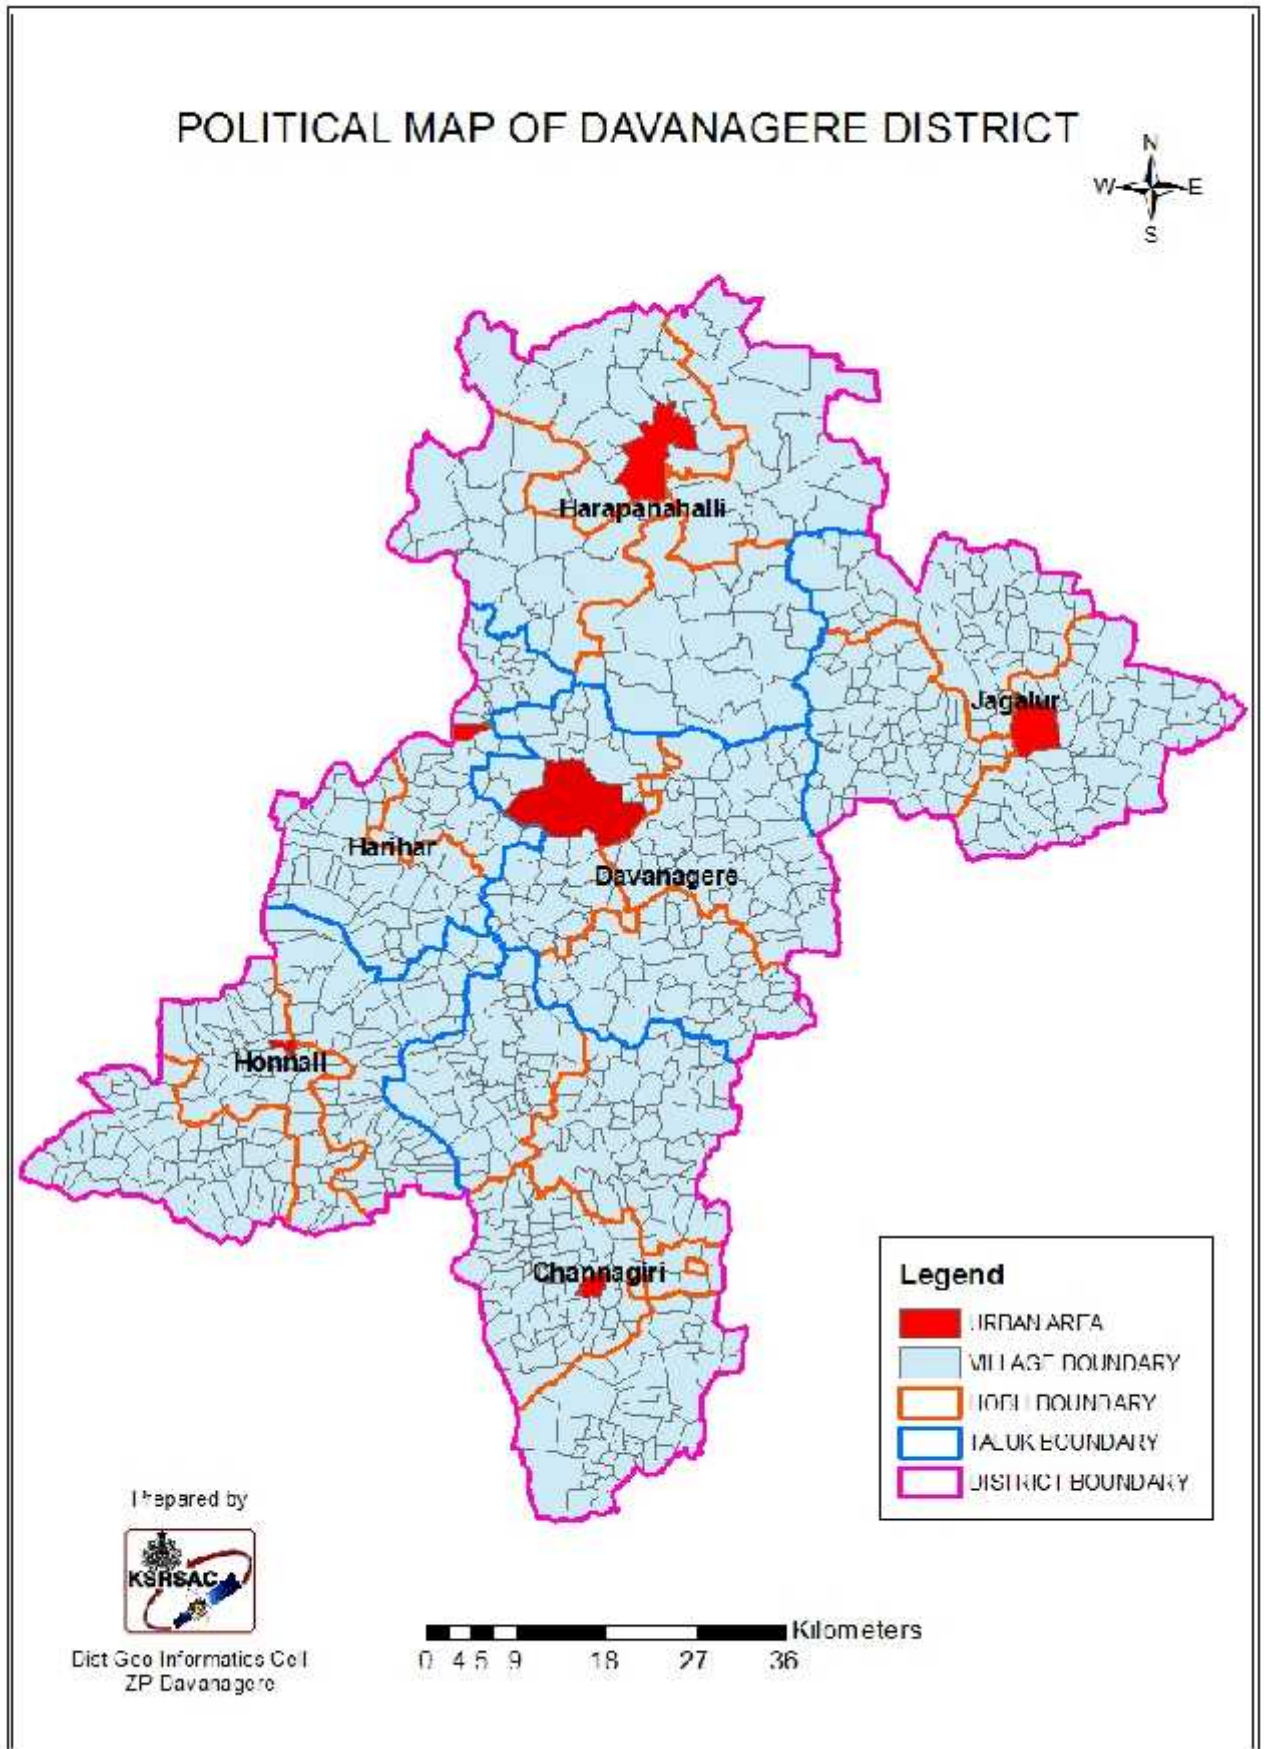 POLITICAL MAP OF DAVANAGERE DISTRICT
N
W E
S
Harapanahalli
Jagalur
Harihar
Davanagere
Honnali
Channagiri
Legend
URBAN AREA
VILLAGE BOUNDARY
HOBLI BOUNDARY
TALUK BOUNDARY
DISTRICT BOUNDARY
Prepared by
KSRSAC
Dist Geo Informatics Cell
ZP Davanagere
Kilometers
0 4.5 9 18 27 36